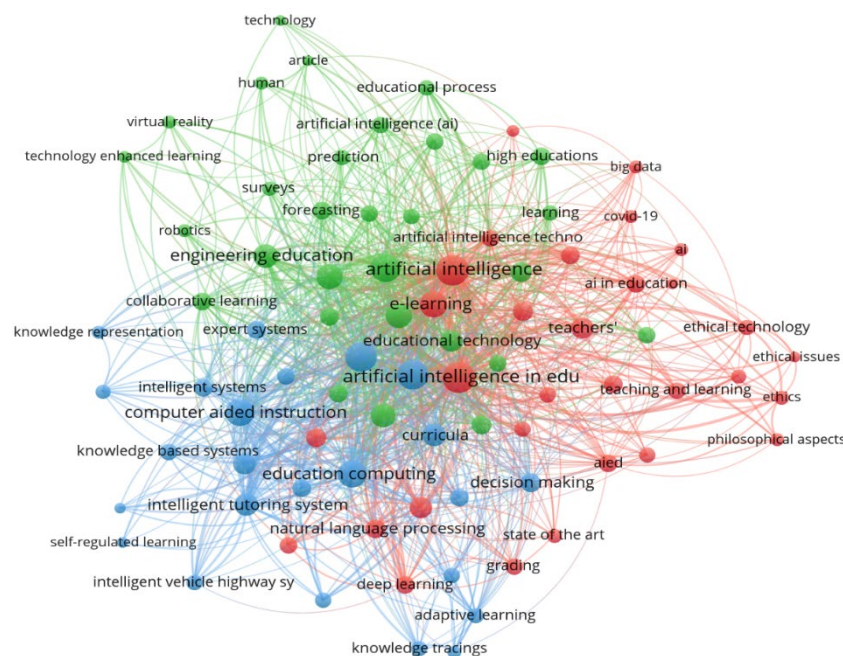 technology
article
human
educational process
virtual reality
artificial intelligence (ai)
technology enhanced learning
prediction
high educations
big data
surveys
forecasting
learning
covid-19
robotics
artificial intelligence techno
engineering education
artificial intelligence
ai
ai in education
collaborative learning
e-learning
knowledge representation
expert systems
educational technology
teachers'
ethical technology
ethical issues
intelligent systems
artificial intelligence in edu
teaching and learning
ethics
computer aided instruction
curricula
philosophical aspects
knowledge based systems
education computing
aied
decision making
intelligent tutoring system
natural language processing
state of the art
self-regulated learning
grading
intelligent vehicle highway sy
deep learning
adaptive learning
knowledge tracings